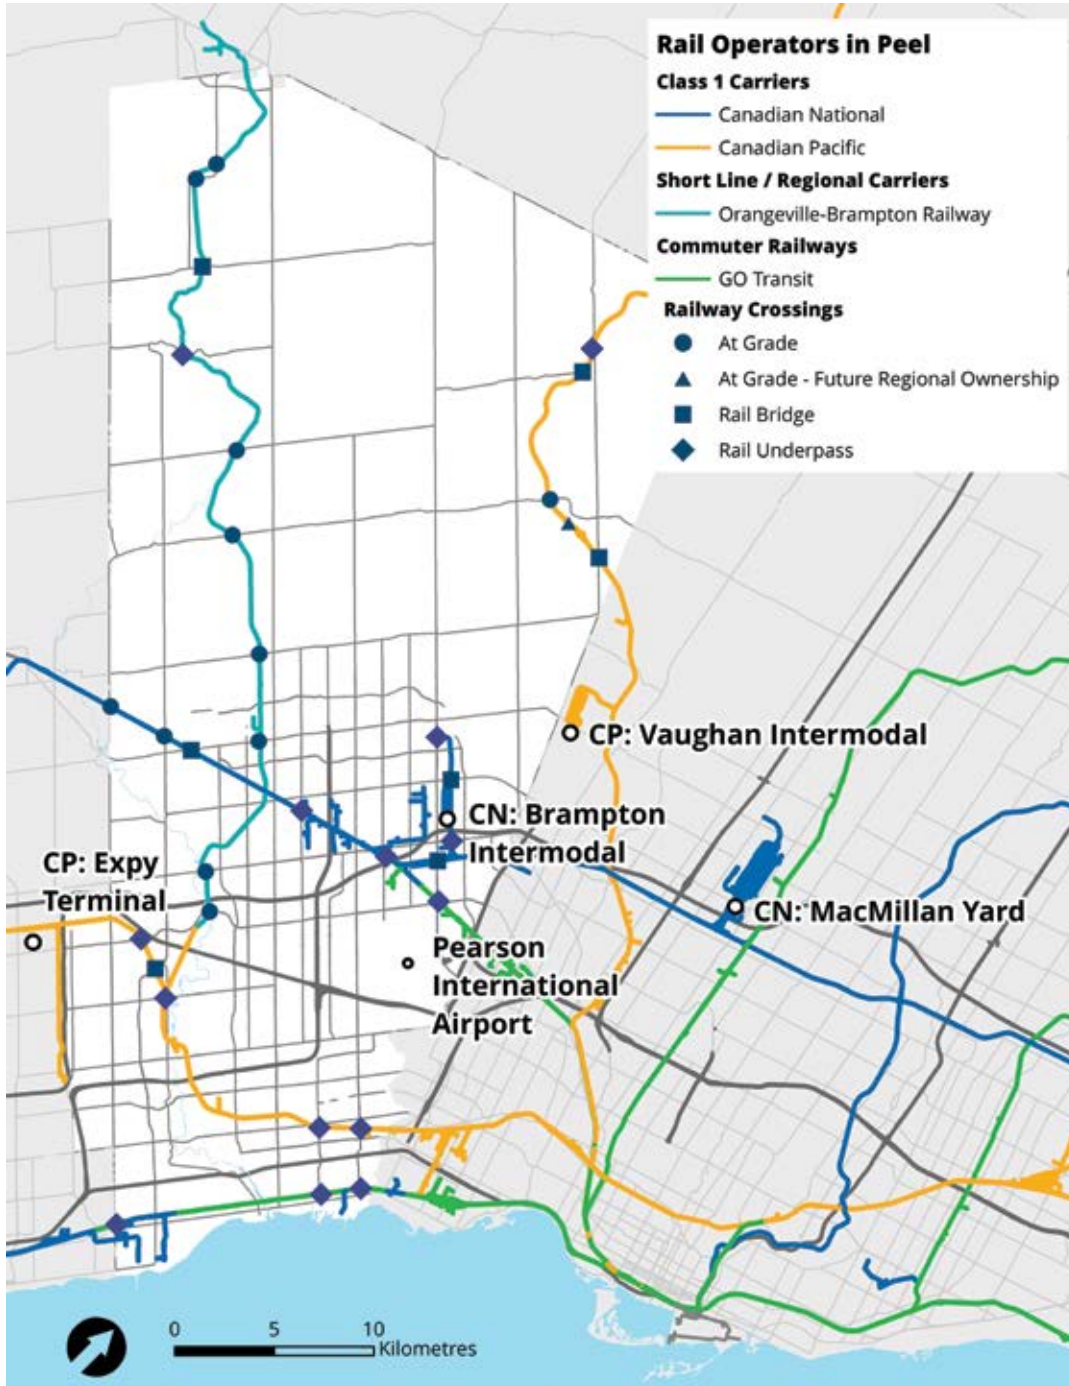 Rail Operators in Peel
Class 1 Carriers
Canadian National
Canadian Pacific
Short Line / Regional Carriers
Orangeville-Brampton Railway
Commuter Railways
GO Transit
Railway Crossings
At Grade
At Grade - Future Regional Ownership
Rail Bridge
Rail Underpass
CP: Vaughan Intermodal
CN: Brampton
Intermodal
CP: Expy
Terminal
CN: MacMillan Yard
Pearson
International
Airport
0 5 10
Kilometres